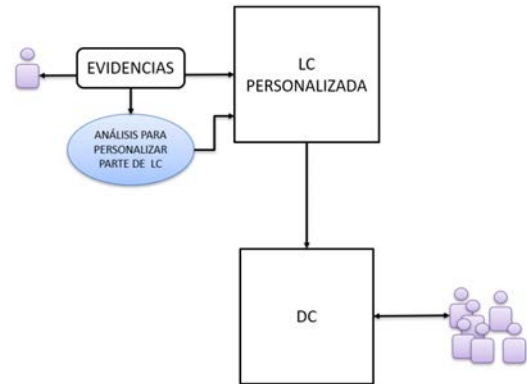 EVIDENCIAS
LC
PERSONALIZADA
ANÁLISIS PARA
PERSONALIZAR
PARTE DE LC
DC